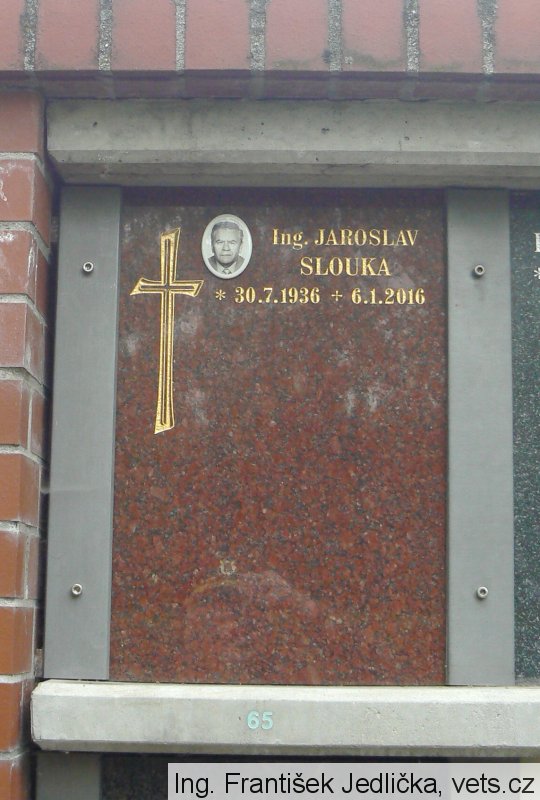 Ing. JAROSLAV
SLOUKA
* 30.7.1936 + 6.1.2016
65
Ing. František Jedlička, vets.cz